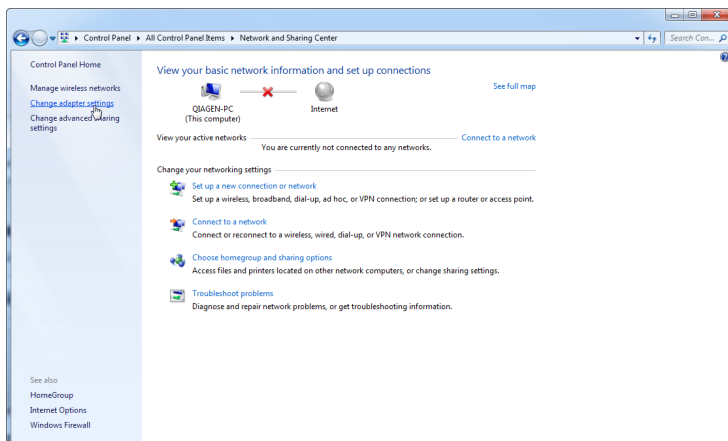 Control Panel ▸ All Control Panel Items ▸ Network and Sharing Center
Search Con...
Control Panel Home
Manage wireless networks
Change adapter settings
Change advanced sharing
settings
View your basic network information and set up connections
See full map
QIAGEN-PC
(This computer)
Internet
View your active networks
Connect to a network
You are currently not connected to any networks.
Change your networking settings
Set up a new connection or network
Set up a wireless, broadband, dial-up, ad hoc, or VPN connection; or set up a router or access point.
Connect to a network
Connect or reconnect to a wireless, wired, dial-up, or VPN network connection.
Choose homegroup and sharing options
Access files and printers located on other network computers, or change sharing settings.
Troubleshoot problems
Diagnose and repair network problems, or get troubleshooting information.
See also
HomeGroup
Internet Options
Windows Firewall